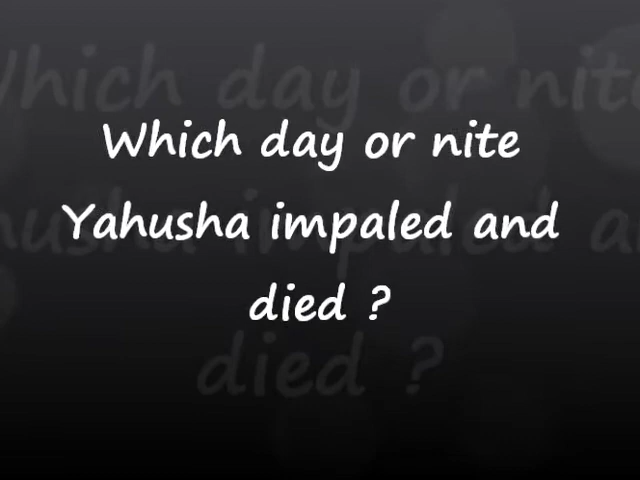 Which day or nite
Yahusha impaled and
died ?